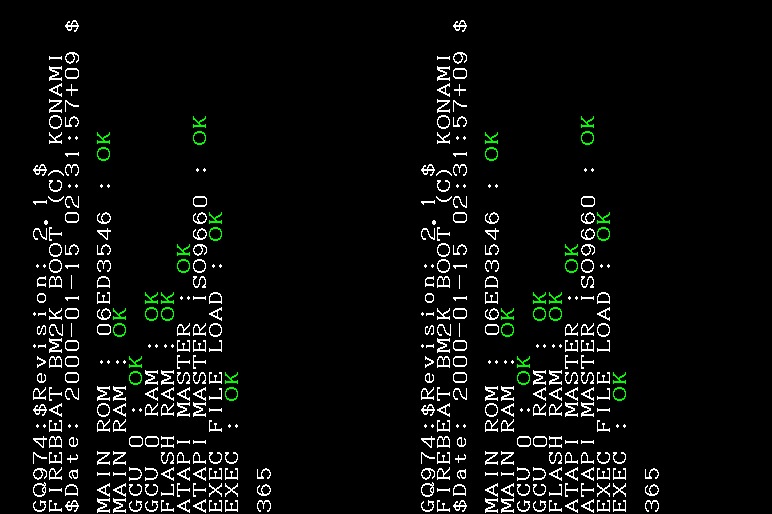 GQ974:$Revision: 2.1 $
FIREBEAT BM2K BOOT (C) KONAMI
$Date: 2000-01-15 02:31:57+09 $
MAIN ROM : 06ED3546 : OK
MAIN RAM : OK
GCU 0 : OK
GCU 0 RAM : OK
FLASH RAM : OK
ATAPI MASTER : OK
ATAPI MASTER ISO9660 : OK
EXEC FILE LOAD : OK
EXEC : OK
365
GQ974:$Revision: 2.1 $
FIREBEAT BM2K BOOT (C) KONAMI
$Date: 2000-01-15 02:31:57+09 $
MAIN ROM : 06ED3546 : OK
MAIN RAM : OK
GCU 0 : OK
GCU 0 RAM : OK
FLASH RAM : OK
ATAPI MASTER : OK
ATAPI MASTER ISO9660 : OK
EXEC FILE LOAD : OK
EXEC : OK
365